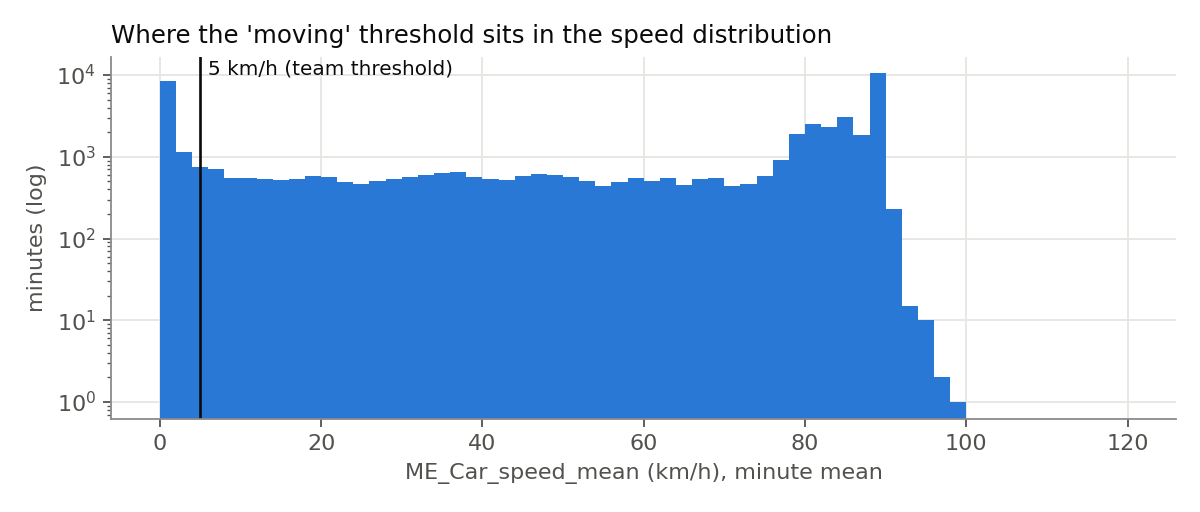 Where the 'moving' threshold sits in the speed distribution
5 km/h (team threshold)
10⁴
10³
10²
10¹
10⁰
minutes (log)
0 20 40 60 80 100 120
ME_Car_speed_mean (km/h), minute mean